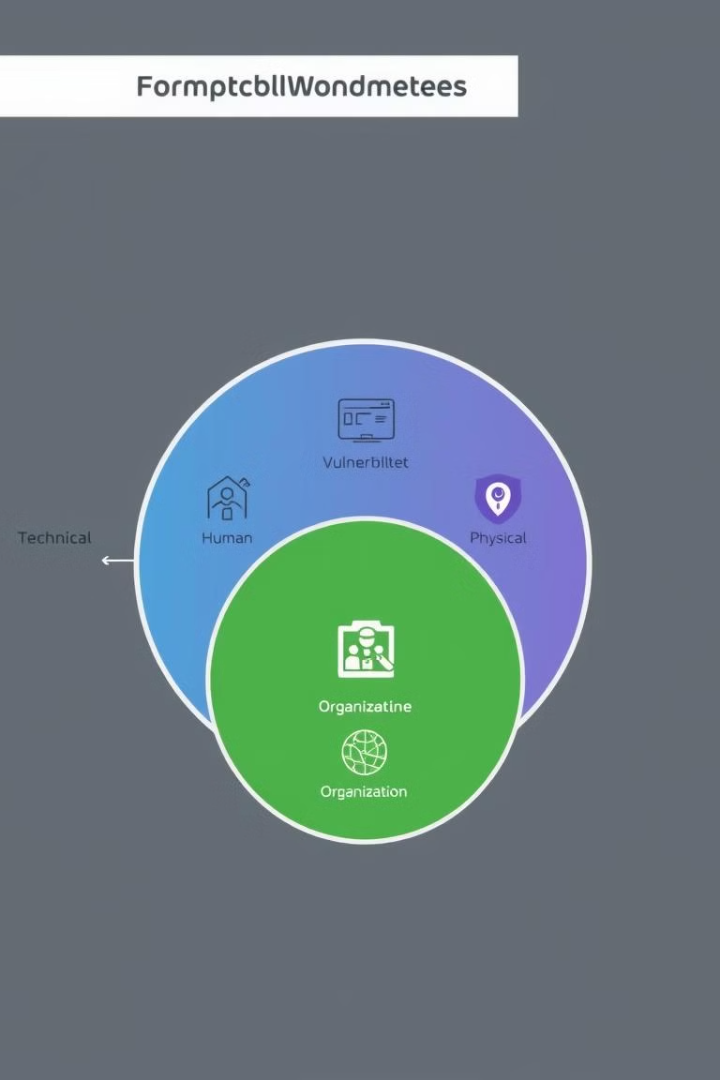 FormptcbllWondmetees
Vulnerbiltet
Technical
Human
Physical
Organizatine
Organization